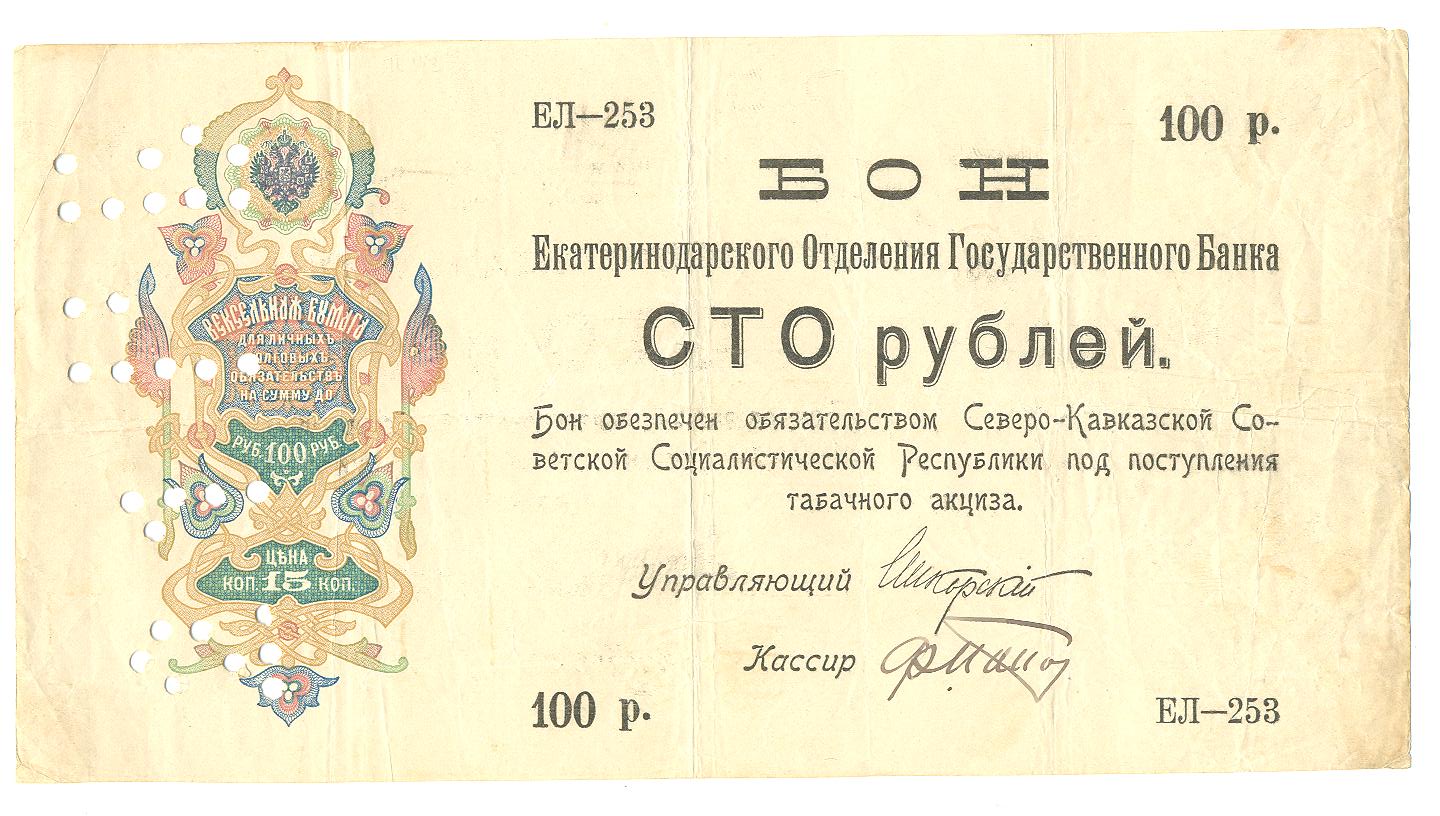 ЕЛ—253
100 р.
БОН
Екатеринодарского Отделения Государственного Банка
СТО рублей.
Бон обезпечен обязательством Северо-Кавказской Со-
ветской Социалистической Республики под поступления
табачного акциза.
Управляющий
Кассир
100 р.
ЕЛ—253
ВЕКСЕЛЬНАЯ БУМАГА
ДЛЯ ЛИЧНЫХЪ
ДОЛГОВЫХЪ
ОБЯЗАТЕЛЬСТВЪ
НА СУММУ ДО
РУБ. 100 РУБ.
ЦѢНА
КОП. 15 КОП.